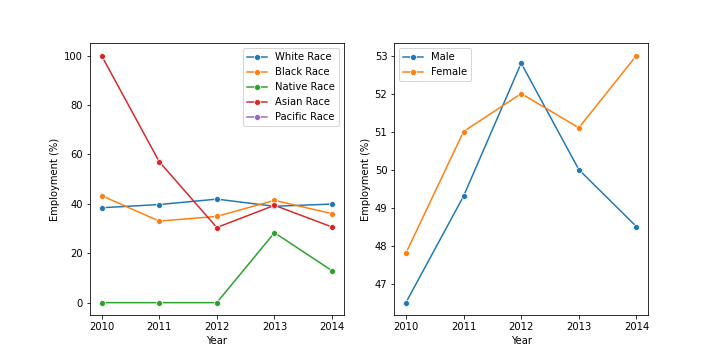 100
80
60
40
20
0
Employment (%)
2010 2011 2012 2013 2014
Year
White Race
Black Race
Native Race
Asian Race
Pacific Race
53
52
51
50
49
48
47
Employment (%)
2010 2011 2012 2013 2014
Year
Male
Female